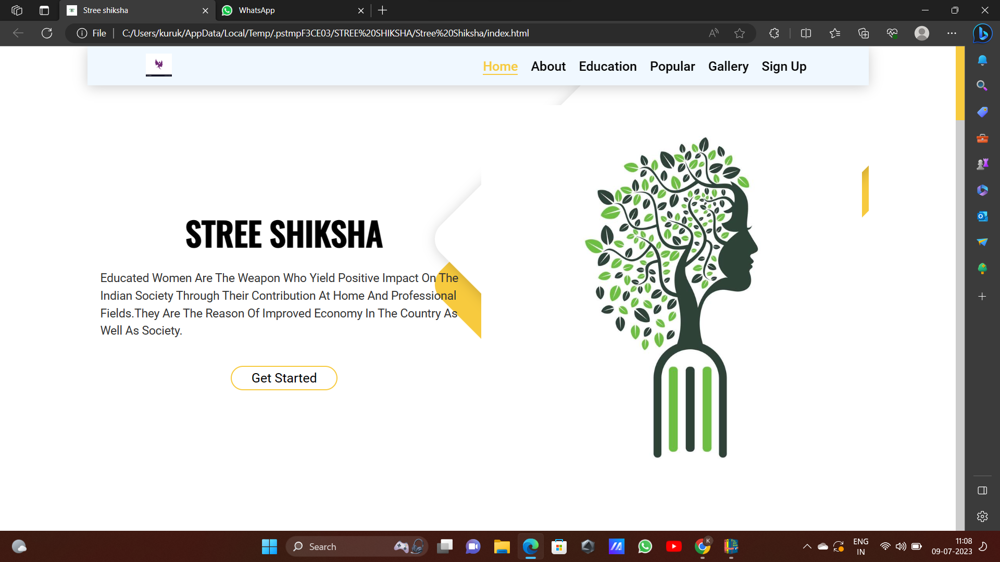 Stree shiksha
WhatsApp
File
C:/Users/kuruk/AppData/Local/Temp/.pstmpF3CE03/STREE%20SHIKSHA/Stree%20Shiksha/index.html
Home About Education Popular Gallery Sign Up
STREE SHIKSHA
Educated Women Are The Weapon Who Yield Positive Impact On The
Indian Society Through Their Contribution At Home And Professional
Fields.They Are The Reason Of Improved Economy In The Country As
Well As Society.
Get Started
Search
K
ENG
IN
11:08
09-07-2023